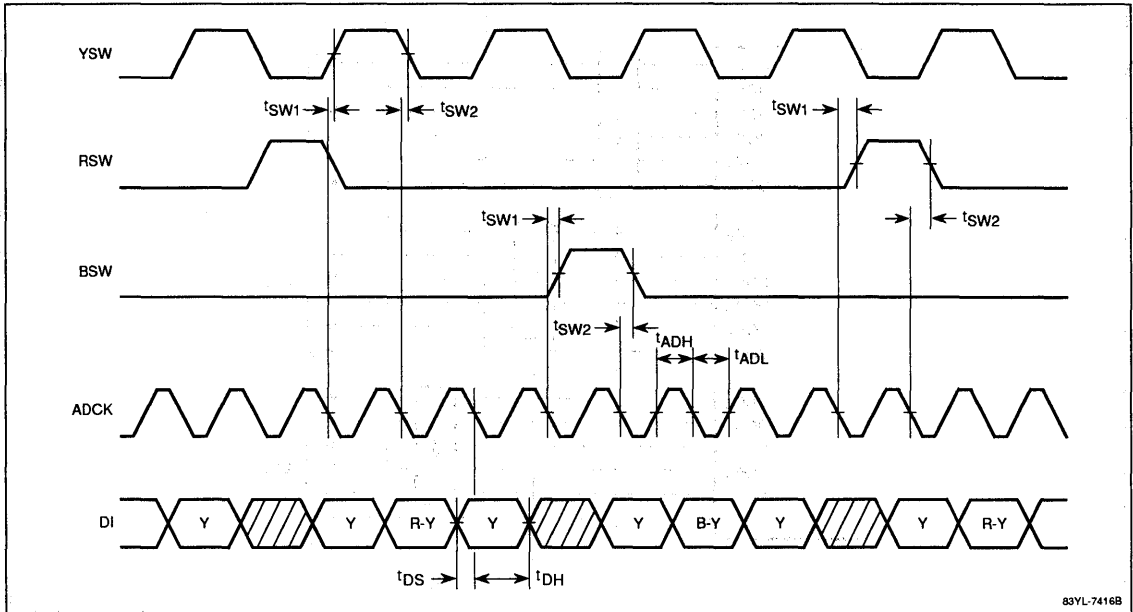 YSW
tSW1 tSW2 tSW1
RSW
tSW1 tSW2
BSW
tSW2 tADH tADL
ADCK
DI Y Y R-Y Y Y B-Y Y Y R-Y
tDS tDH
83YL-7416B